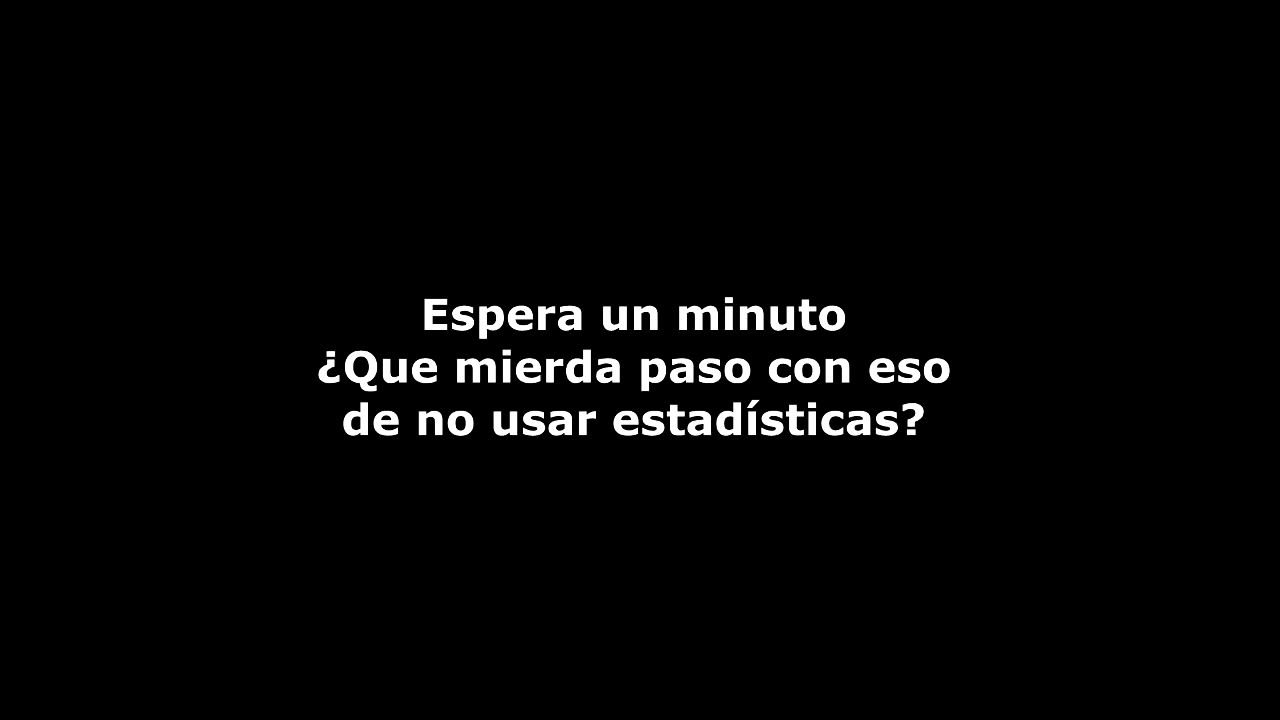 Espera un minuto
¿Que mierda paso con eso
de no usar estadísticas?